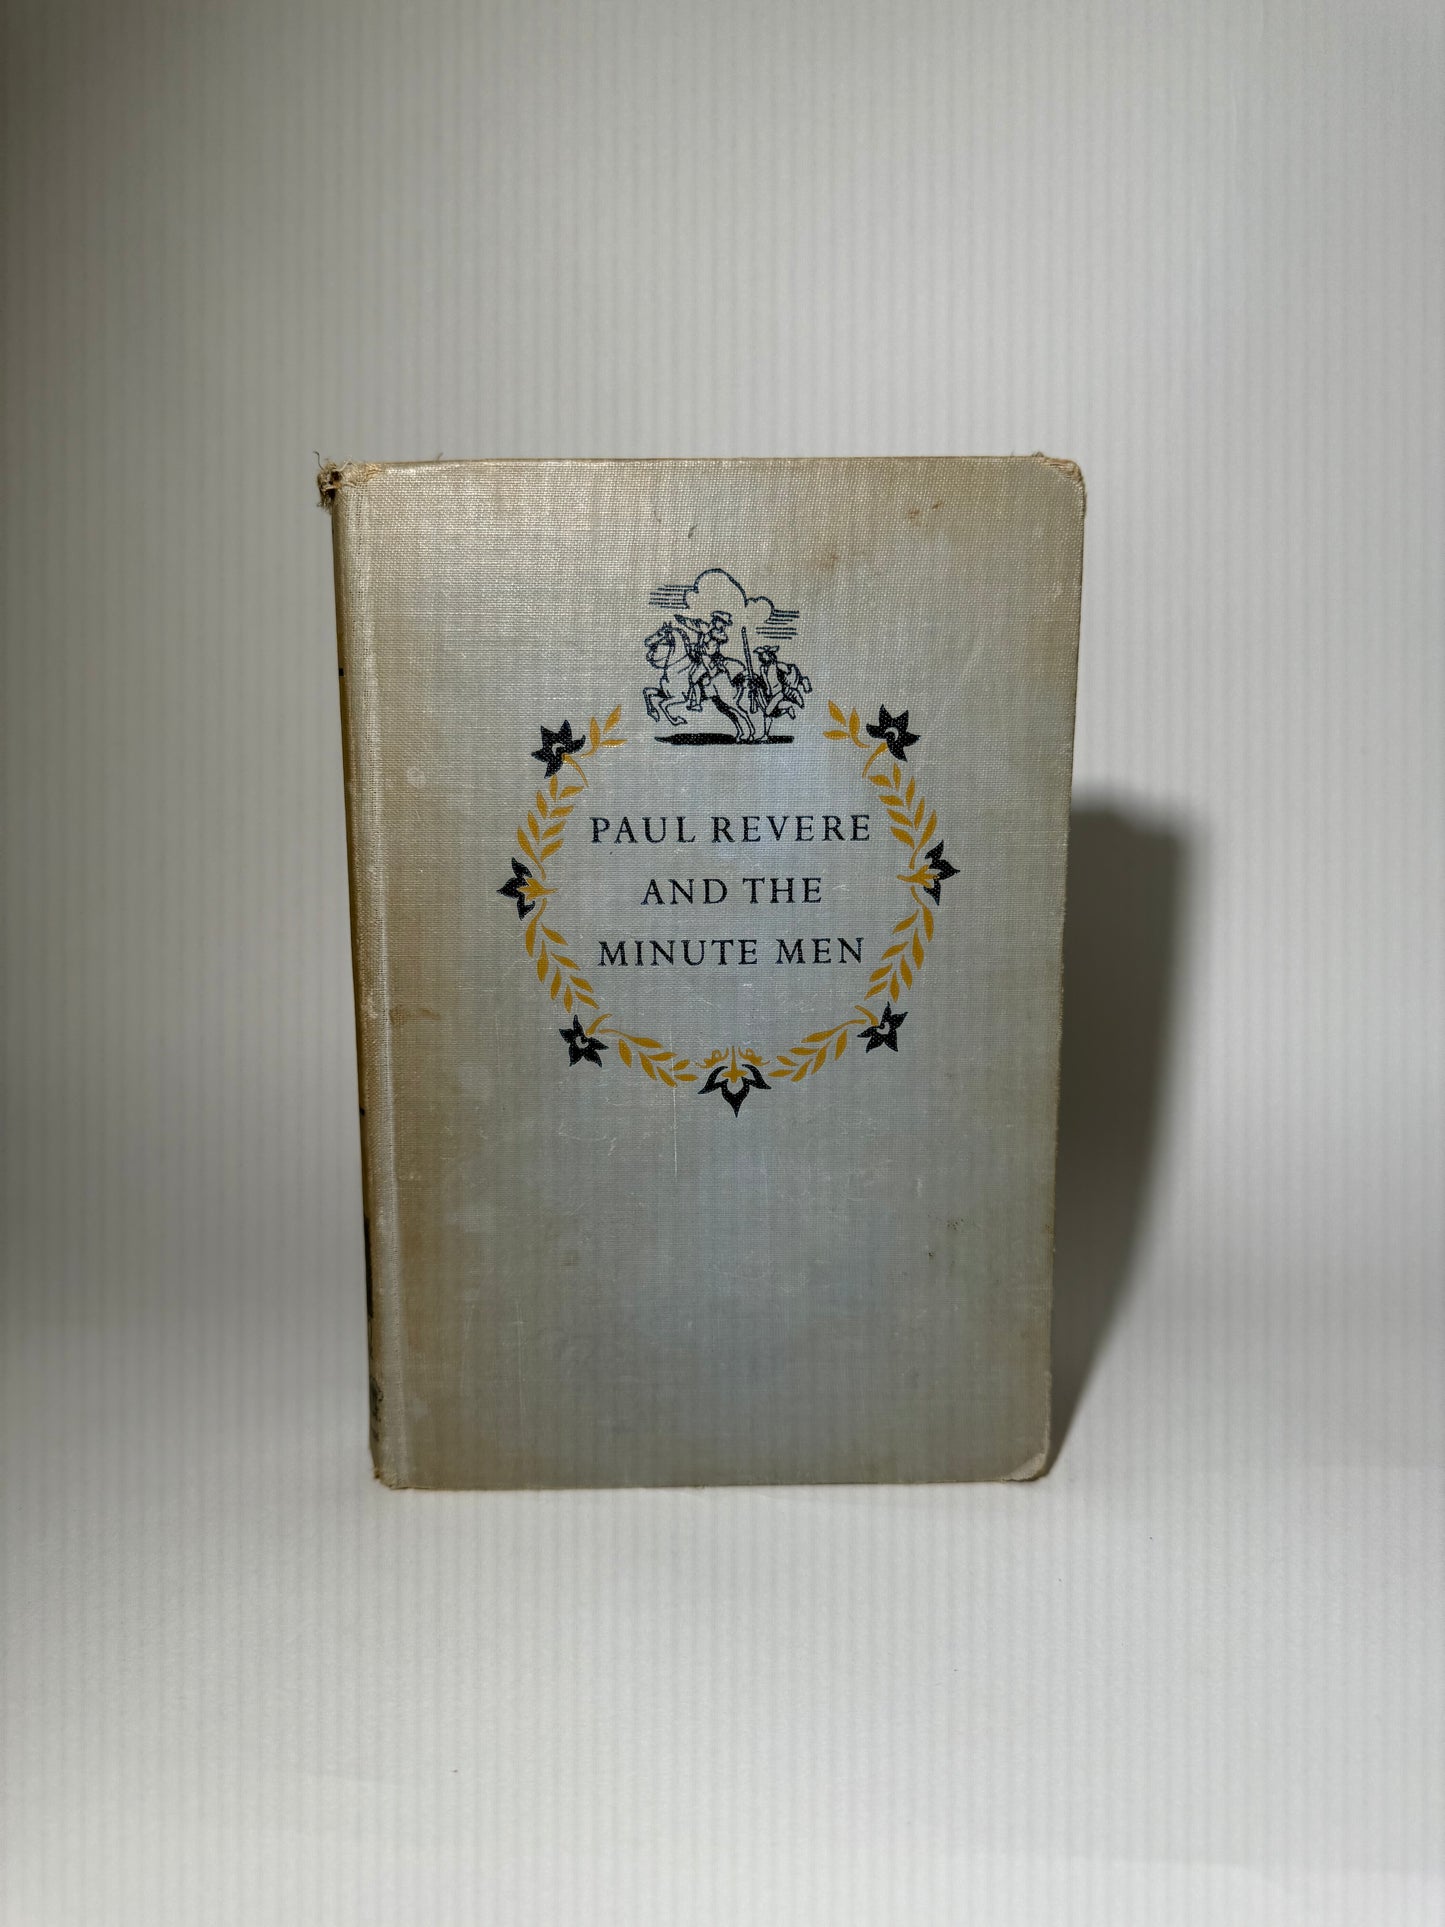 PAUL REVERE
AND THE
MINUTE MEN